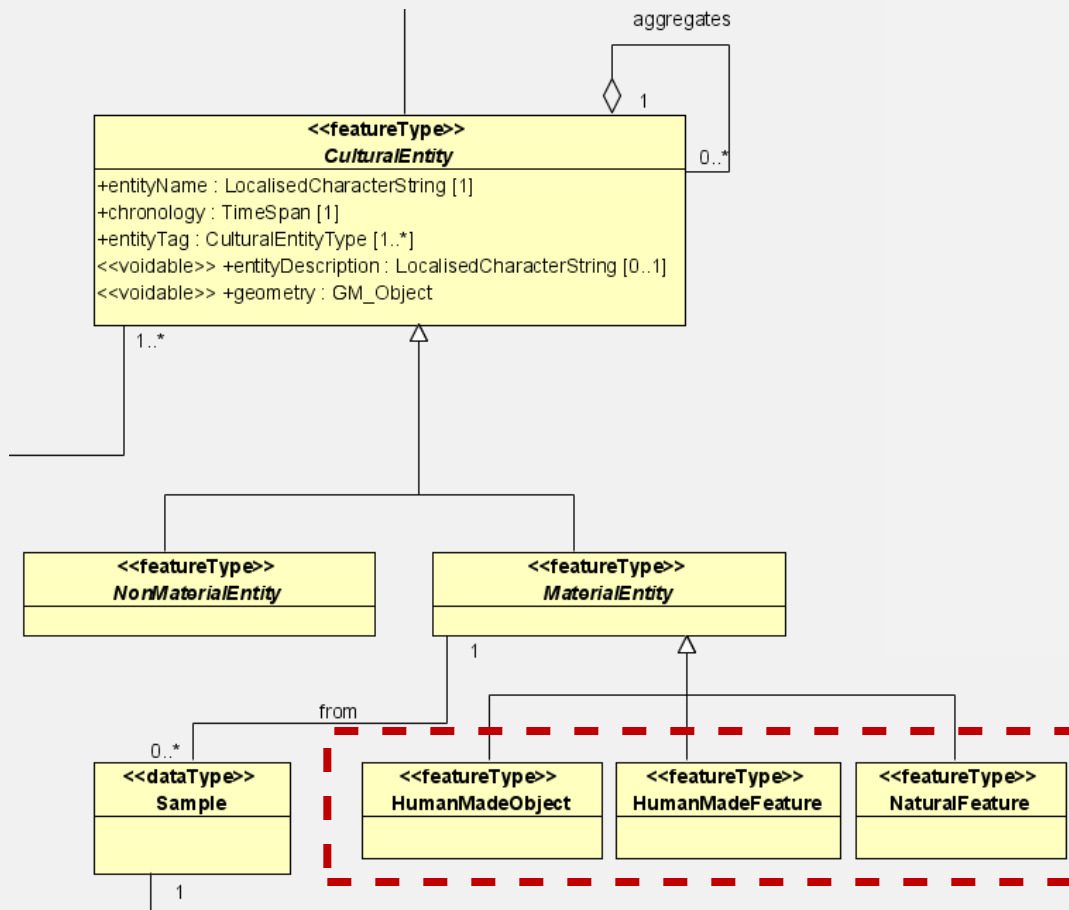 aggregates
1
<<featureType>>
CulturalEntity
0..*
+entityName : LocalisedCharacterString [1]
+chronology : TimeSpan [1]
+entityTag : CulturalEntityType [1..*]
<<voidable>> +entityDescription : LocalisedCharacterString [0..1]
<<voidable>> +geometry : GM_Object
1..*
<<featureType>>
NonMaterialEntity
<<featureType>>
MaterialEntity
1
from
0..*
<<dataType>>
Sample
<<featureType>>
HumanMadeObject
<<featureType>>
HumanMadeFeature
<<featureType>>
NaturalFeature
1